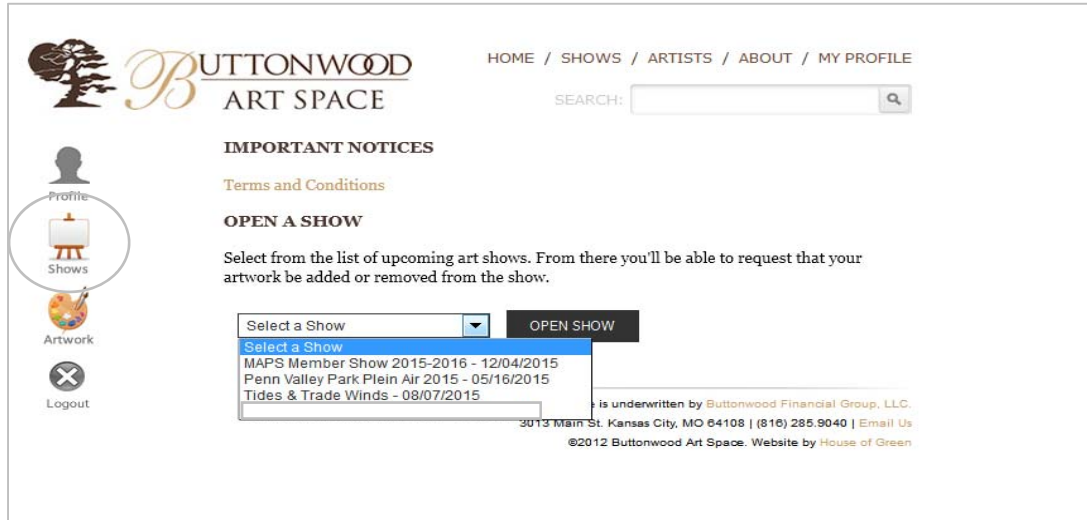 BUTTONWOOD
ART SPACE
HOME / SHOWS / ARTISTS / ABOUT / MY PROFILE
SEARCH:
Profile
Shows
Artwork
Logout
IMPORTANT NOTICES
Terms and Conditions
OPEN A SHOW
Select from the list of upcoming art shows. From there you'll be able to request that your
artwork be added or removed from the show.
Select a Show
OPEN SHOW
Select a Show
MAPS Member Show 2015-2016 - 12/04/2015
Penn Valley Park Plein Air 2015 - 05/16/2015
Tides & Trade Winds - 08/07/2015
is underwritten by Buttonwood Financial Group, LLC.
3013 Main St. Kansas City, MO 64108 | (816) 285.9040 | Email Us
©2012 Buttonwood Art Space. Website by House of Green